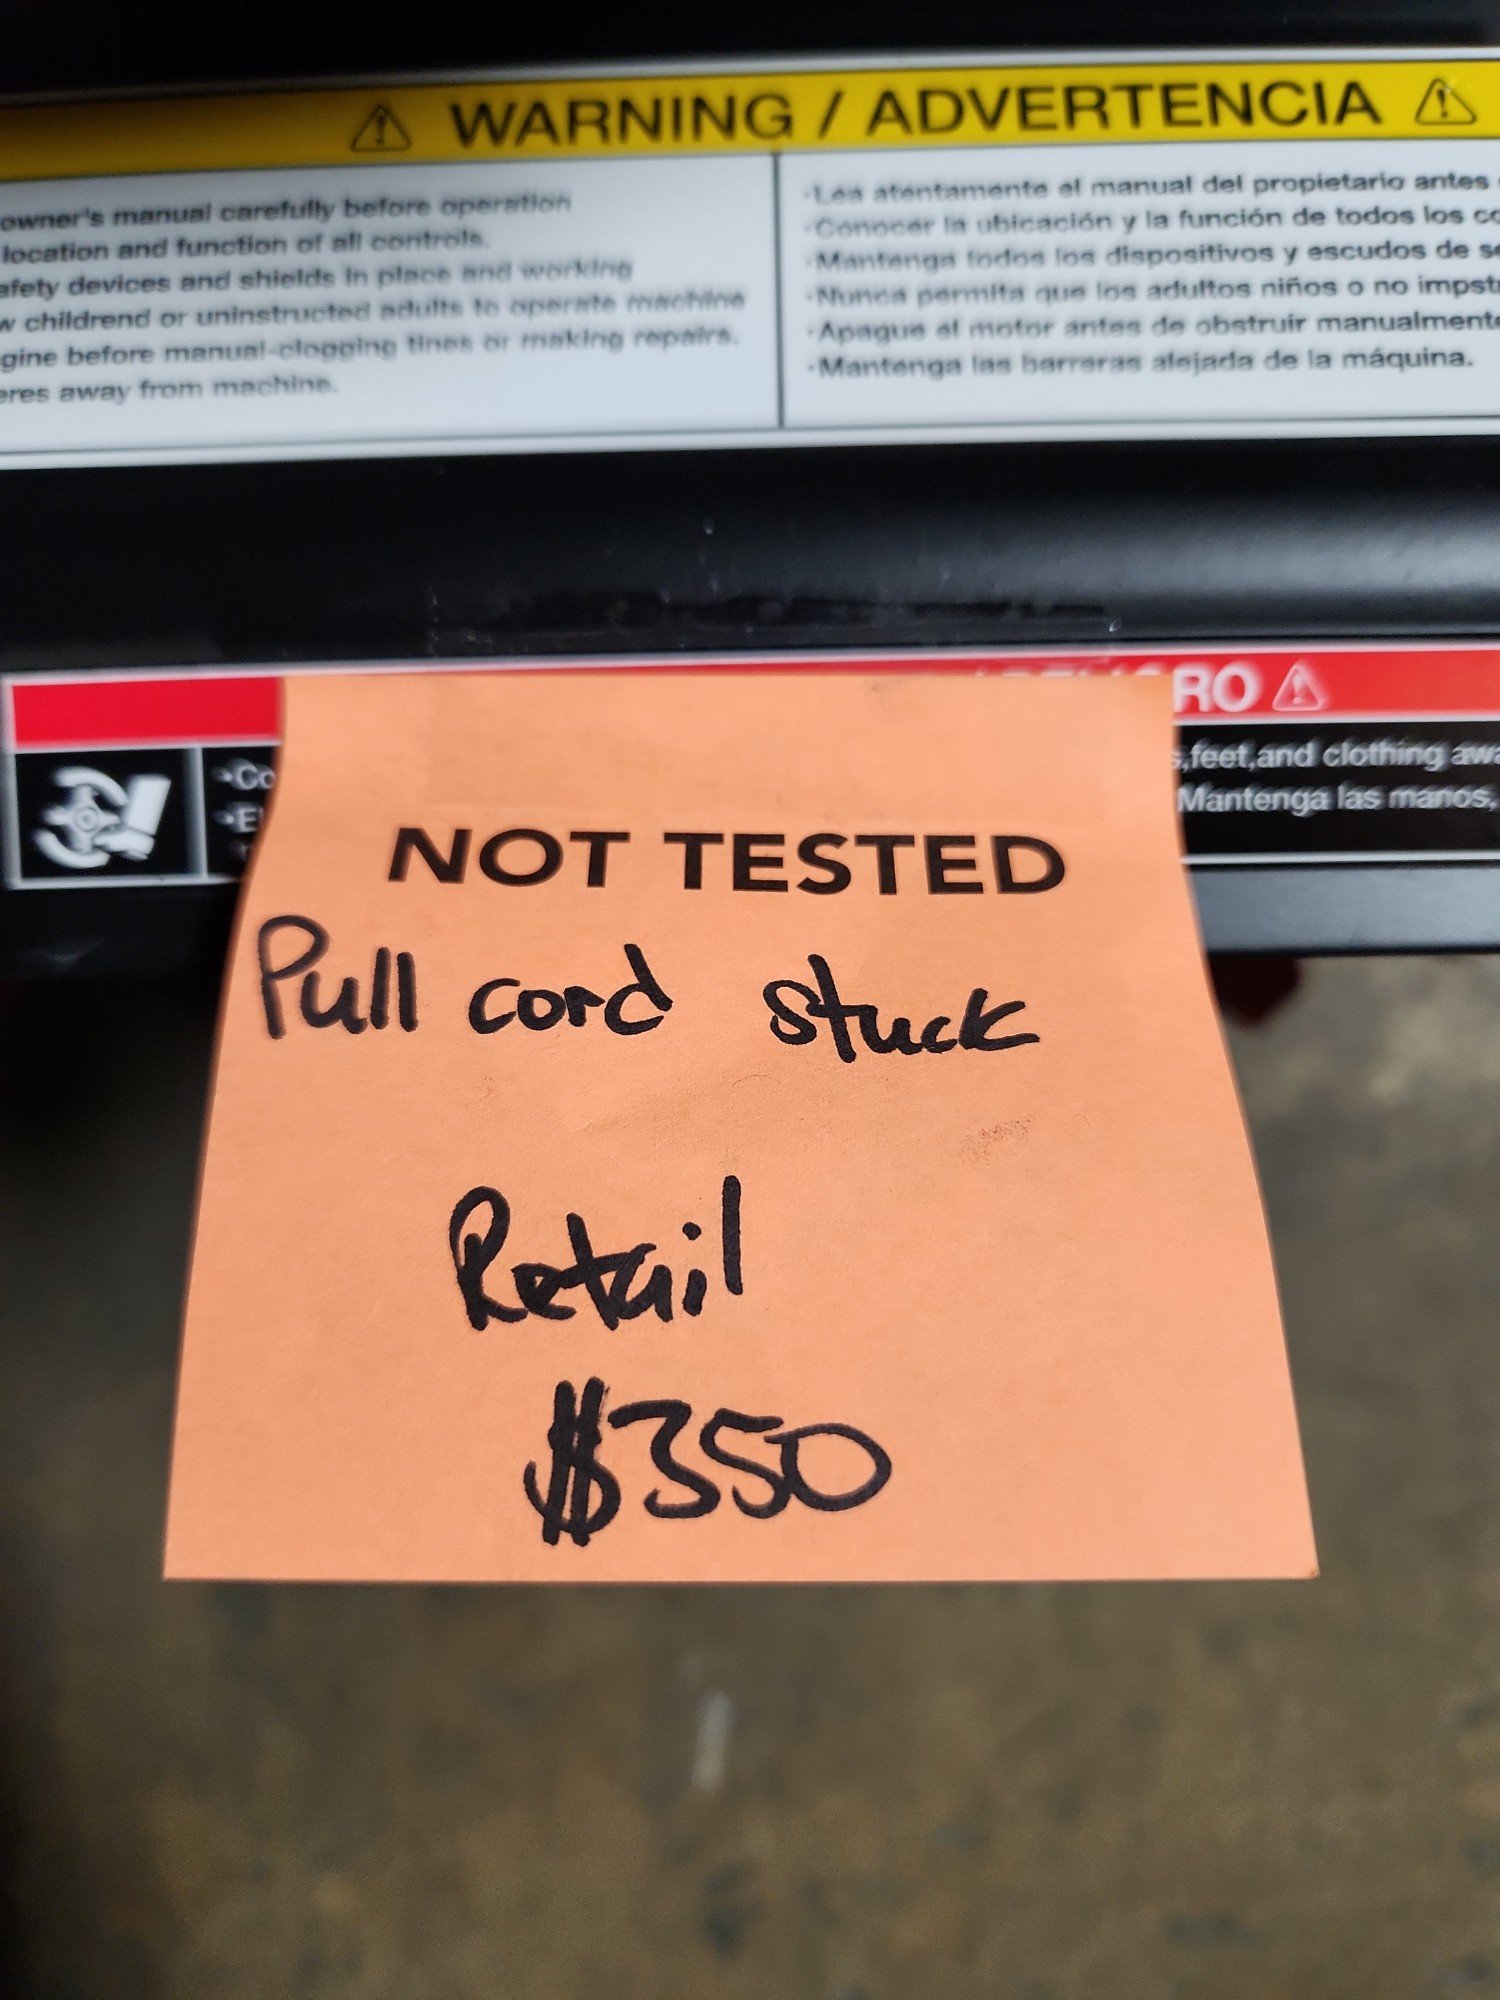 WARNING / ADVERTENCIA
owner's manual carefully before operation
location and function of all controls.
afety devices and shields in place and working
w childrend or uninstructed adults to operate machine
gine before manual-clogging tines or making repairs.
eres away from machine.
·Lea atentamente el manual del propietario antes
·Conocer la ubicación y la función de todos los co
·Mantenga todos los dispositivos y escudos de se
·Nunca permita que los adultos niños o no impstr
·Apague el motor antes de obstruir manualmente
·Mantenga las barreras alejada de la máquina.
PELIGRO
·Co
·El
s,feet,and clothing awa
Mantenga las manos,
NOT TESTED
Pull cord stuck
Retail
$350